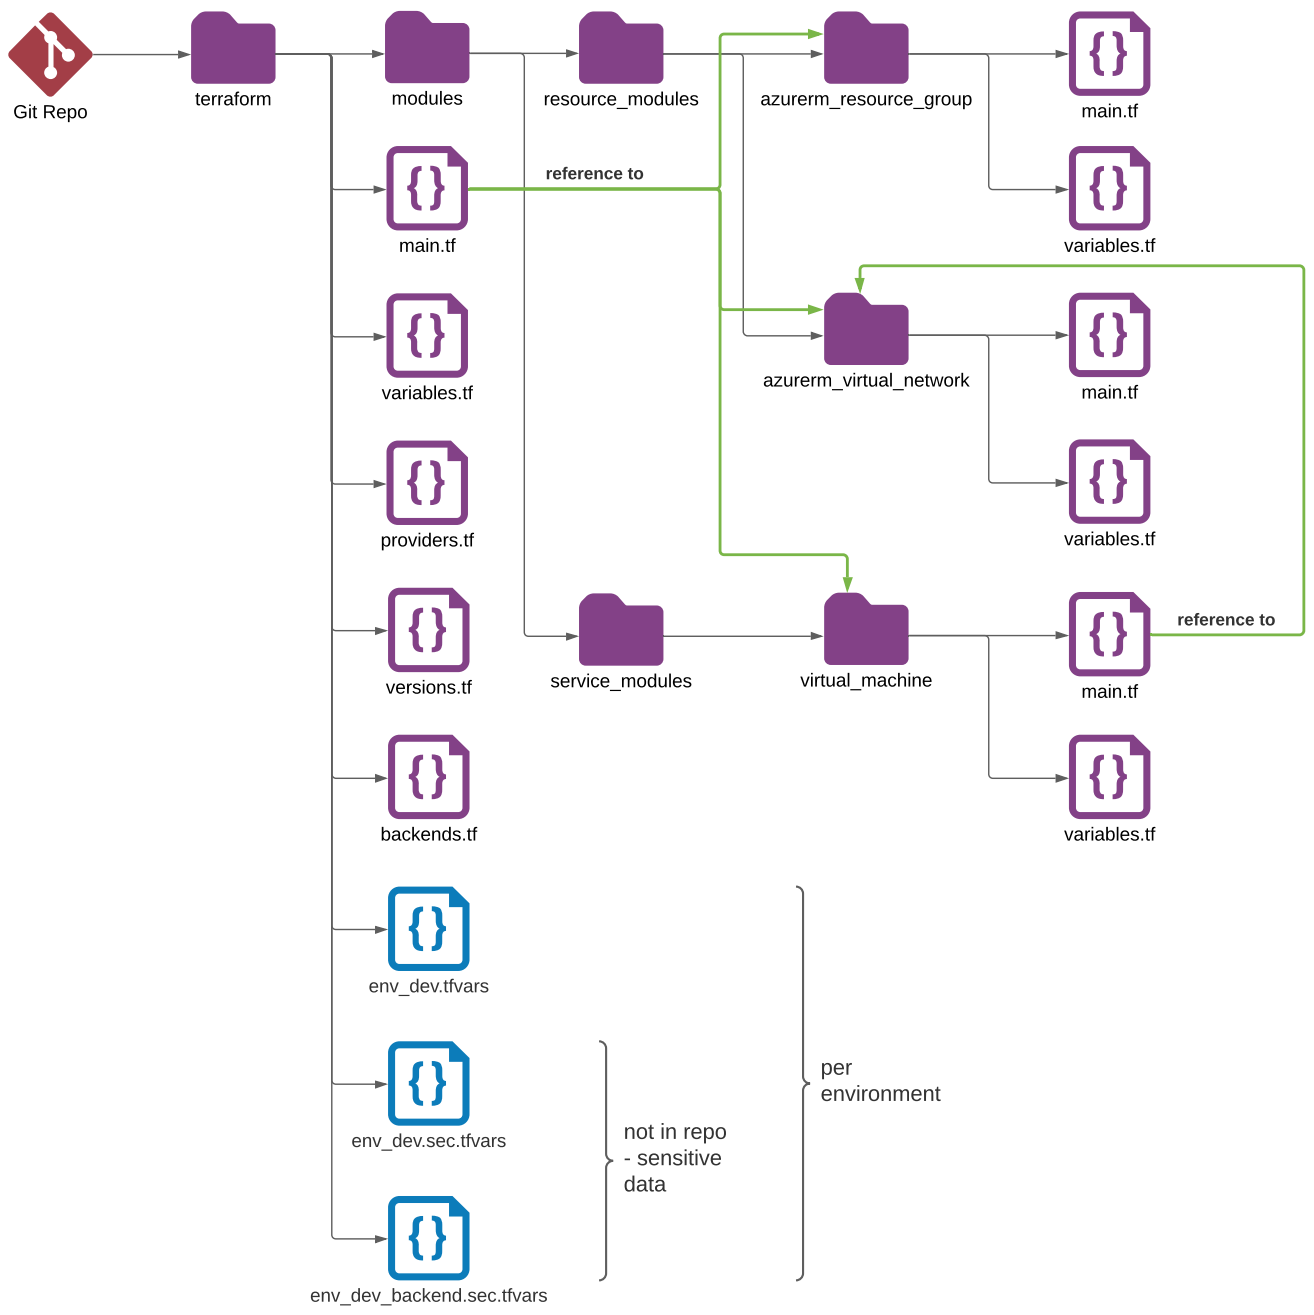 Git Repo
terraform
modules
resource_modules
azurerm_resource_group
main.tf
reference to
main.tf
variables.tf
variables.tf
azurerm_virtual_network
main.tf
providers.tf
variables.tf
reference to
versions.tf
service_modules
virtual_machine
main.tf
backends.tf
variables.tf
env_dev.tfvars
per
environment
env_dev.sec.tfvars
not in repo
- sensitive
data
env_dev_backend.sec.tfvars